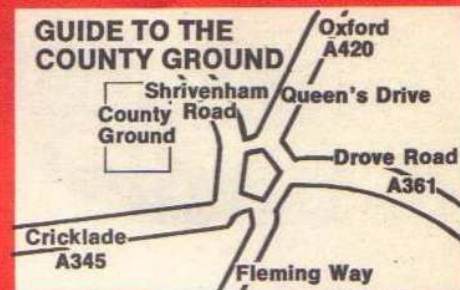 GUIDE TO THE
COUNTY GROUND
Oxford
A420
Shrivenham
Road
Queen's Drive
County
Ground
Drove Road
A361
Cricklade
A345
Fleming Way